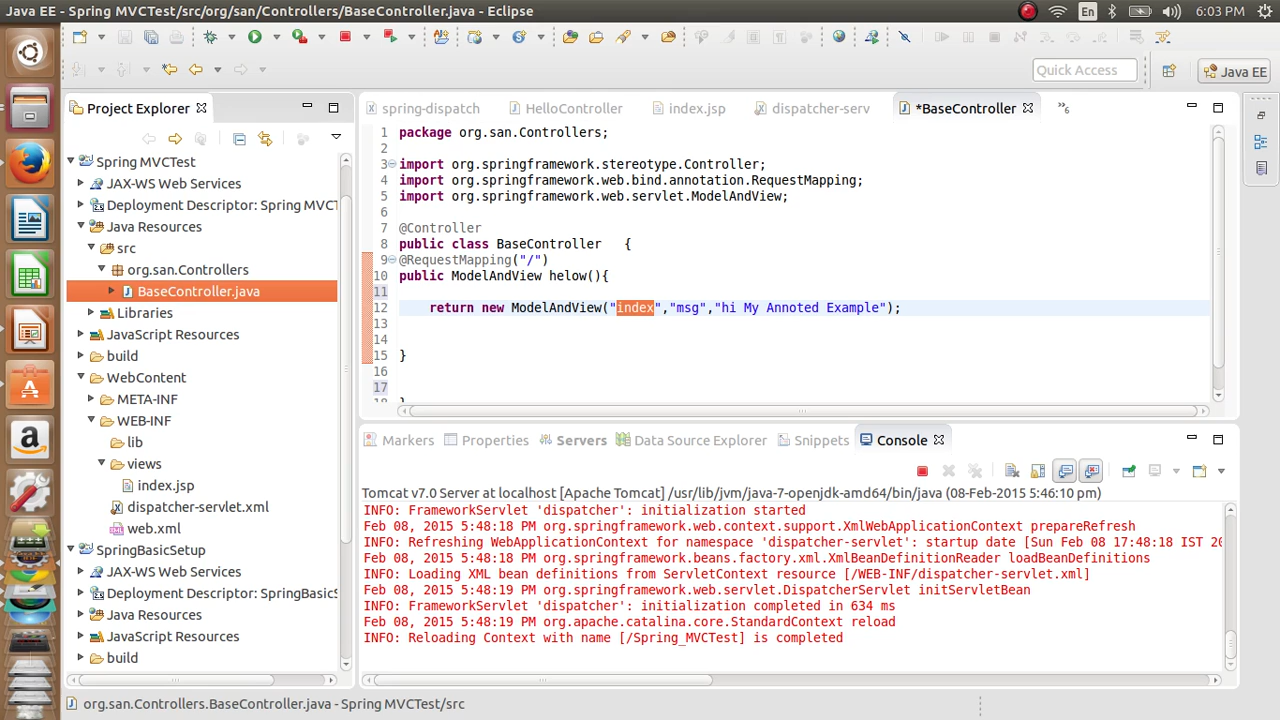 Java EE - Spring MVCTest/src/org/san/Controllers/BaseController.java - Eclipse
En
6:03 PM
Quick Access
Java EE
Project Explorer
Spring MVCTest
JAX-WS Web Services
Deployment Descriptor: Spring MVCT
Java Resources
src
org.san.Controllers
BaseController.java
Libraries
JavaScript Resources
build
WebContent
META-INF
WEB-INF
lib
views
index.jsp
dispatcher-servlet.xml
web.xml
SpringBasicSetup
JAX-WS Web Services
Deployment Descriptor: SpringBasicS
Java Resources
JavaScript Resources
build
spring-dispatch
HelloController
index.jsp
dispatcher-serv
*BaseController
»6
1 package org.san.Controllers;
2
3 import org.springframework.stereotype.Controller;
4 import org.springframework.web.bind.annotation.RequestMapping;
5 import org.springframework.web.servlet.ModelAndView;
6
7 @Controller
8 public class BaseController {
9 @RequestMapping("/")
10 public ModelAndView helow(){
11
12 return new ModelAndView("index","msg","hi My Annoted Example");
13
14
15 }
16
17
18 }
Markers
Properties
Servers
Data Source Explorer
Snippets
Console
Tomcat v7.0 Server at localhost [Apache Tomcat] /usr/lib/jvm/java-7-openjdk-amd64/bin/java (08-Feb-2015 5:46:10 pm)
INFO: FrameworkServlet 'dispatcher': initialization started
Feb 08, 2015 5:48:18 PM org.springframework.web.context.support.XmlWebApplicationContext prepareRefresh
INFO: Refreshing WebApplicationContext for namespace 'dispatcher-servlet': startup date [Sun Feb 08 17:48:18 IST 20
Feb 08, 2015 5:48:18 PM org.springframework.beans.factory.xml.XmlBeanDefinitionReader loadBeanDefinitions
INFO: Loading XML bean definitions from ServletContext resource [/WEB-INF/dispatcher-servlet.xml]
Feb 08, 2015 5:48:19 PM org.springframework.web.servlet.DispatcherServlet initServletBean
INFO: FrameworkServlet 'dispatcher': initialization completed in 634 ms
Feb 08, 2015 5:48:19 PM org.apache.catalina.core.StandardContext reload
INFO: Reloading Context with name [/Spring_MVCTest] is completed
org.san.Controllers.BaseController.java - Spring MVCTest/src